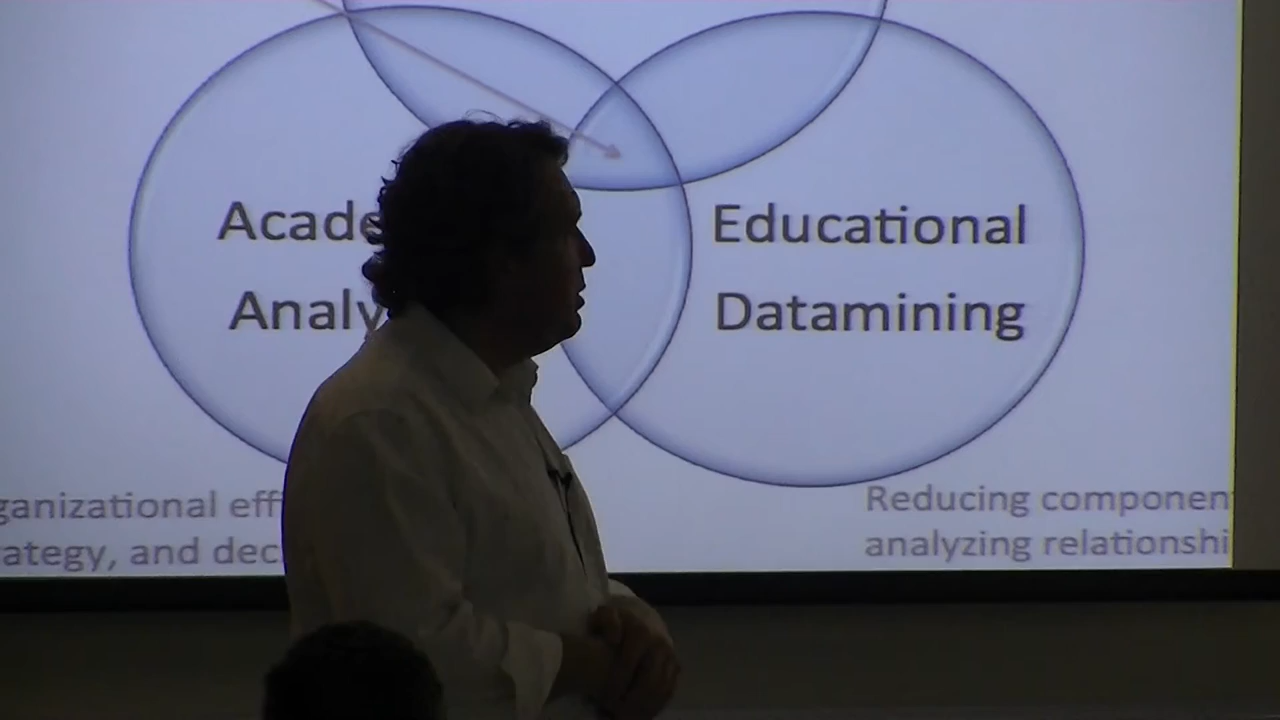 Acade
Analy
Educational
Datamining
ganizational eff
ategy, and dec
Reducing componen
analyzing relationshi